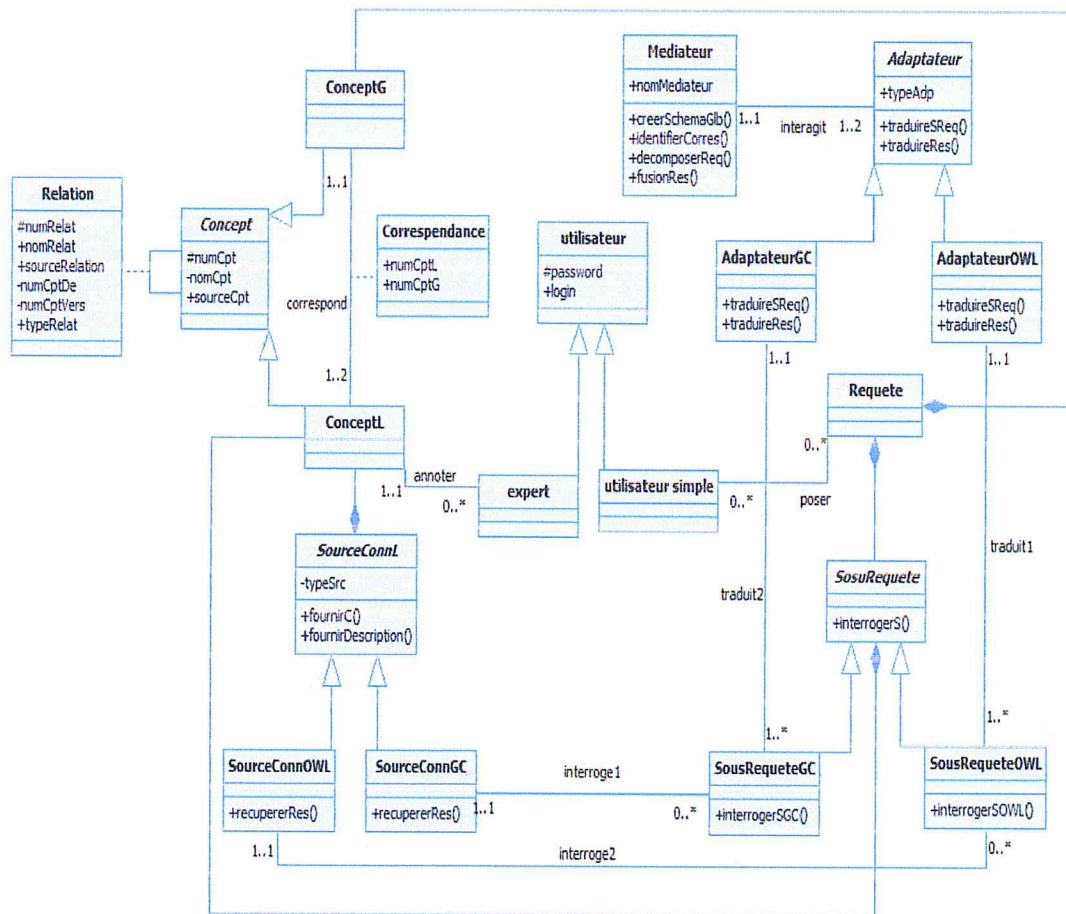 Mediateur
+nomMediateur
+creerSchemaGlb()
+identifierCorres()
+decomposerReq()
+fusionRes()
1..1
interagit
1..2
Adaptateur
+typeAdp
+traduireSReq()
+traduireRes()
ConceptG
1..1
Relation
#numRelat
+nomRelat
+sourceRelation
-numCptDe
-numCptVers
+typeRelat
Concept
#numCpt
-nomCpt
+sourceCpt
Correspendance
+numCptL
+numCptG
correspond
1..2
utilisateur
#password
+login
AdaptateurGC
+traduireSReq()
+traduireRes()
1..1
AdaptateurOWL
+traduireSReq()
+traduireRes()
1..1
Requete
0..*
ConceptL
annoter
1..1
0..*
expert
utilisateur simple
0..*
poser
SourceConnL
-typeSrc
+fournirC()
+fournirDescription()
traduit2
traduit1
SosuRequete
+interrogerS()
1..*
1..*
SourceConnOWL
+recupererRes()
1..1
SourceConnGC
+recupererRes()
1..1
interroge1
0..*
SousRequeteGC
+interrogerSGC()
SousRequeteOWL
+interrogerSOWL()
interroge2
0..*